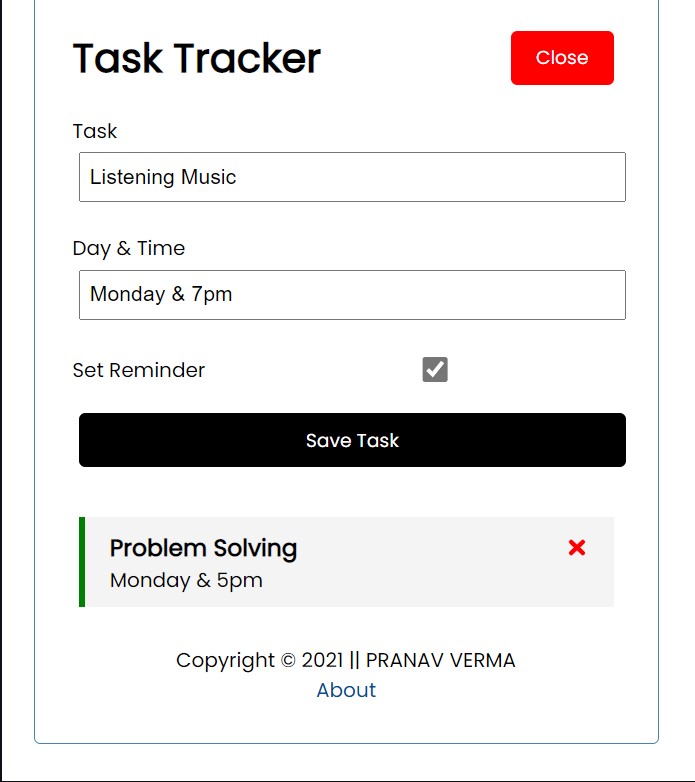 Task Tracker
Close
Task
Listening Music
Day & Time
Monday & 7pm
Set Reminder
Save Task
Problem Solving
Monday & 5pm
Copyright © 2021 || PRANAV VERMA
About